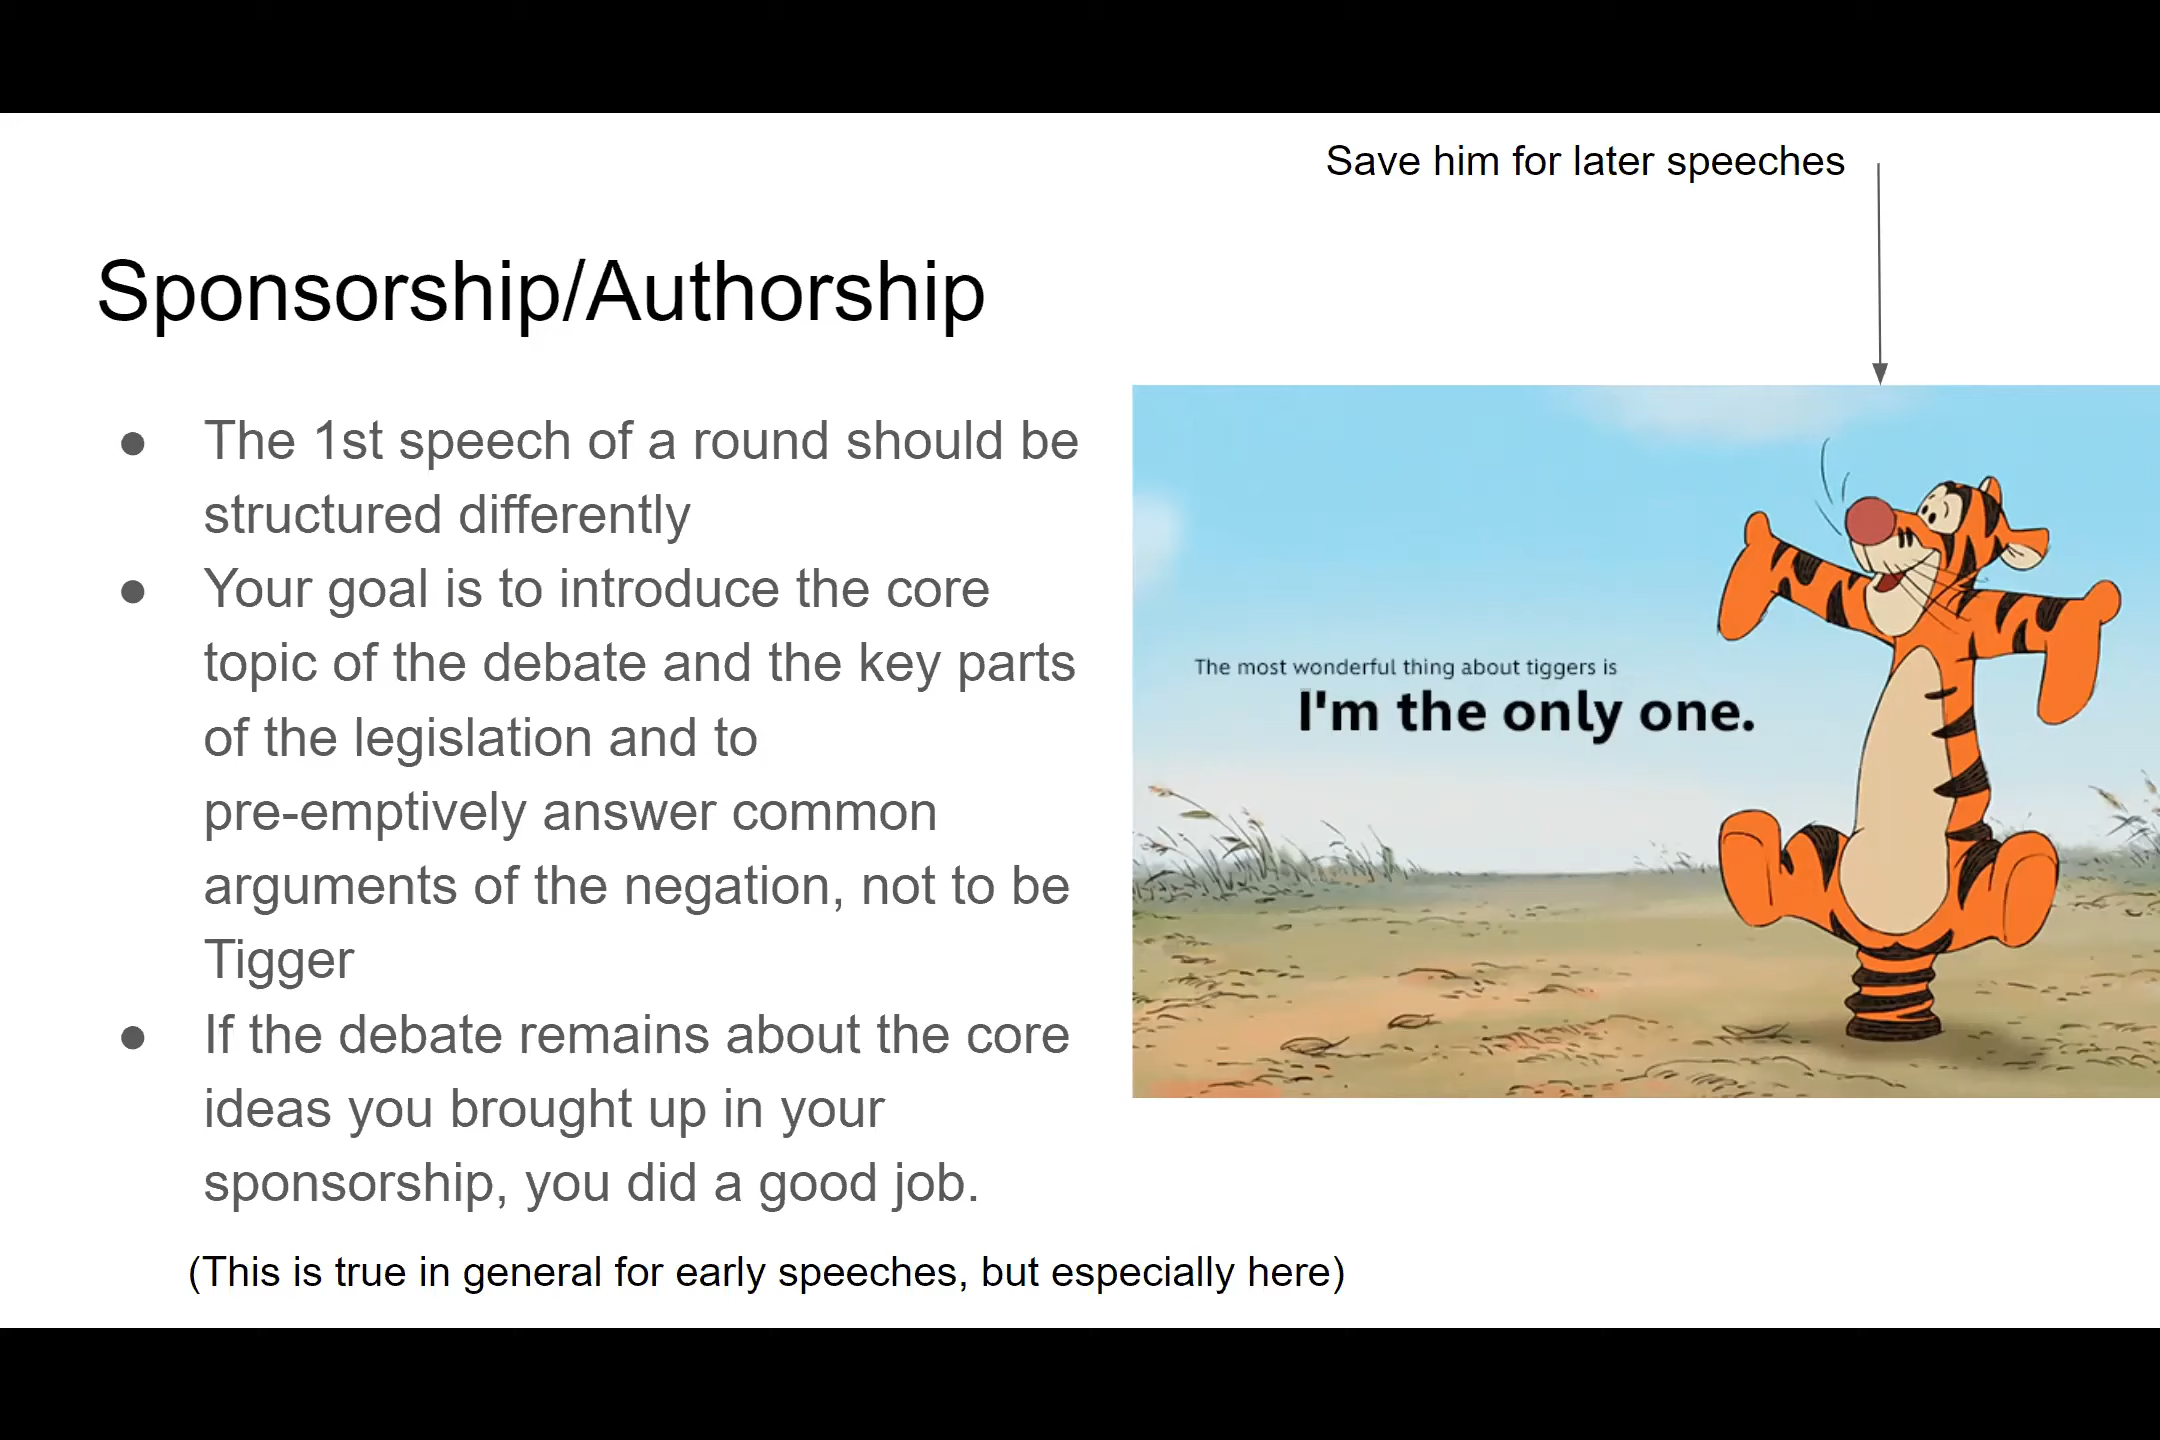 Save him for later speeches
Sponsorship/Authorship
● The 1st speech of a round should be
structured differently
● Your goal is to introduce the core
topic of the debate and the key parts
of the legislation and to
pre-emptively answer common
arguments of the negation, not to be
Tigger
● If the debate remains about the core
ideas you brought up in your
sponsorship, you did a good job.
(This is true in general for early speeches, but especially here)
The most wonderful thing about tiggers is
I'm the only one.